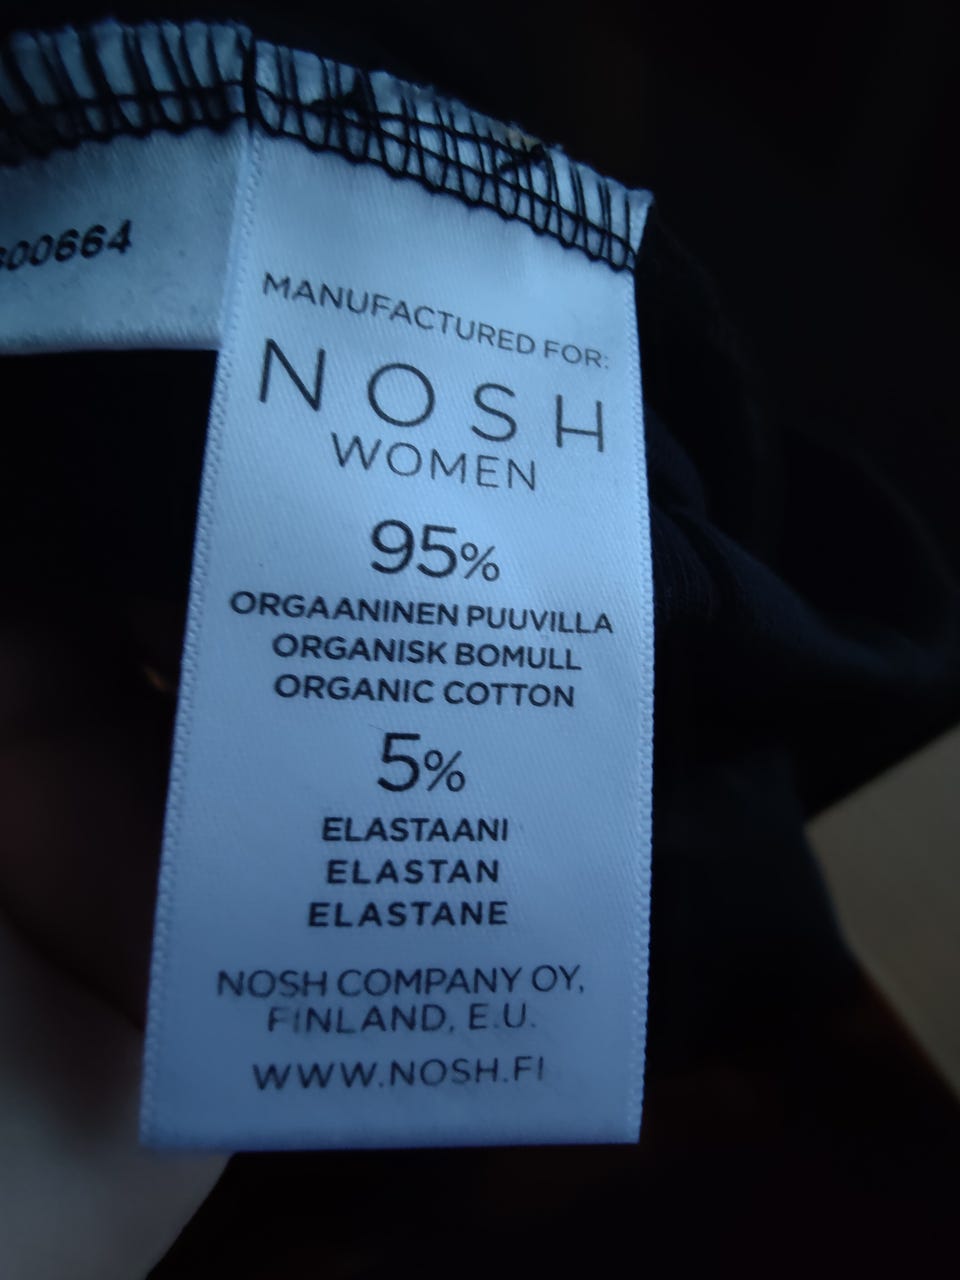 00664
MANUFACTURED FOR:
NOSH
WOMEN
95%
ORGAANINEN PUUVILLA
ORGANISK BOMULL
ORGANIC COTTON
5%
ELASTAANI
ELASTAN
ELASTANE
NOSH COMPANY OY,
FINLAND, E.U.
WWW.NOSH.FI